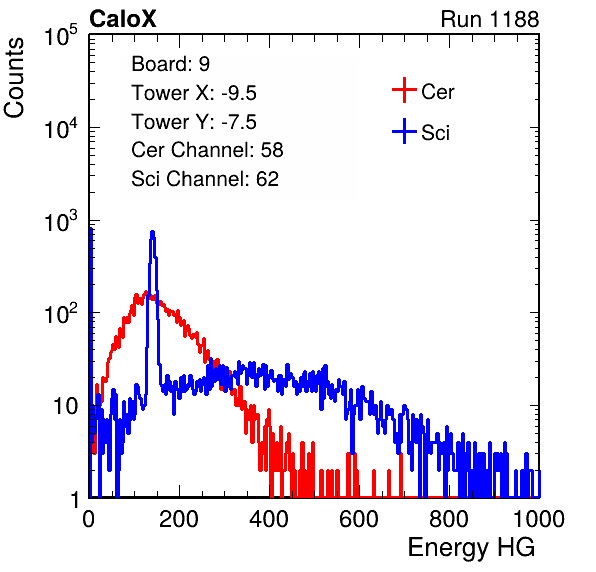 CaloX Run 1188
Counts
10^5
10^4
10^3
10^2
10
1
Board: 9
Tower X: -9.5
Tower Y: -7.5
Cer Channel: 58
Sci Channel: 62
Cer
Sci
0 200 400 600 800 1000
Energy HG